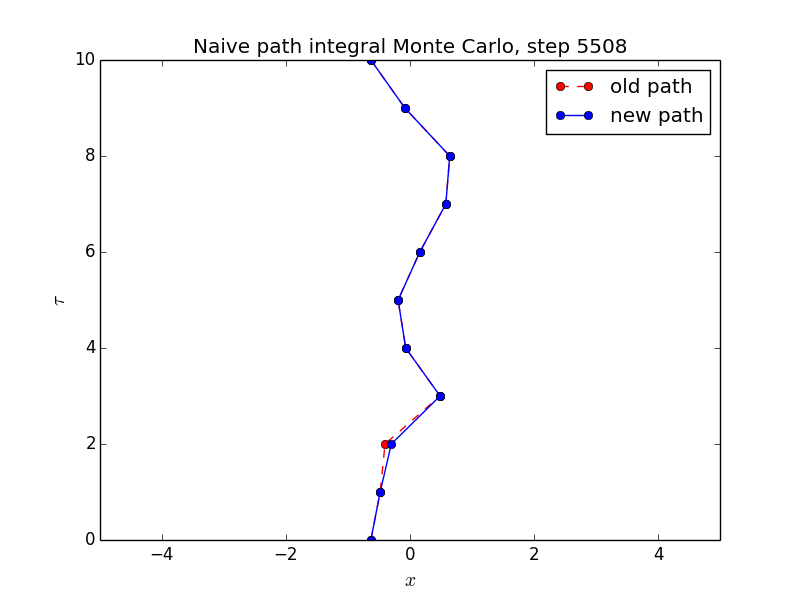 Naive path integral Monte Carlo, step 5508
old path
new path
10
8
6
4
2
0
τ
−4 −2 0 2 4
x